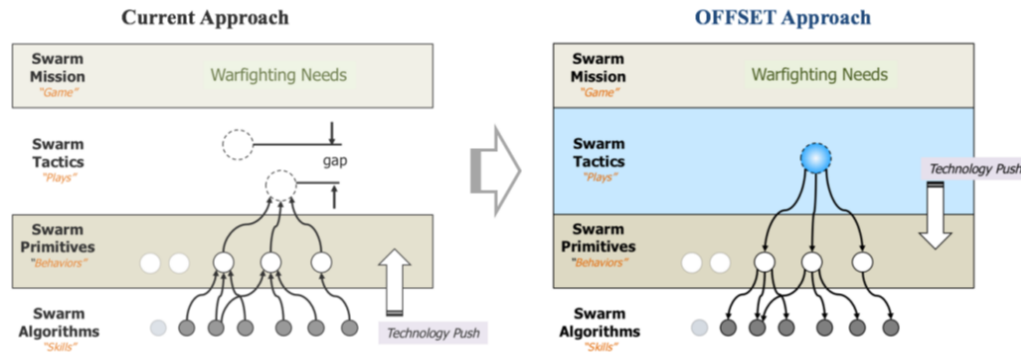 Current Approach
Swarm
Mission
"Game"
Warfighting Needs
Swarm
Tactics
"Plays"
gap
Swarm
Primitives
"Behaviors"
Swarm
Algorithms
"Skills"
Technology Push
OFFSET Approach
Swarm
Mission
"Game"
Warfighting Needs
Swarm
Tactics
"Plays"
Technology Push
Swarm
Primitives
"Behaviors"
Swarm
Algorithms
"Skills"